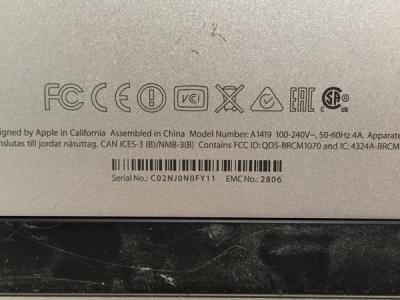 FC CE VCI EAC SA
igned by Apple in California Assembled in China Model Number: A1419 100-240V~, 50-60Hz 4A. Apparate
nslutas till jordat nätuttag. CAN ICES-3 (B)/NMB-3(B) Contains FCC ID: QDS-BRCM1070 and IC: 4324A-BRCM
Serial No.: C02NJ0N0FY11 EMC No.: 2806